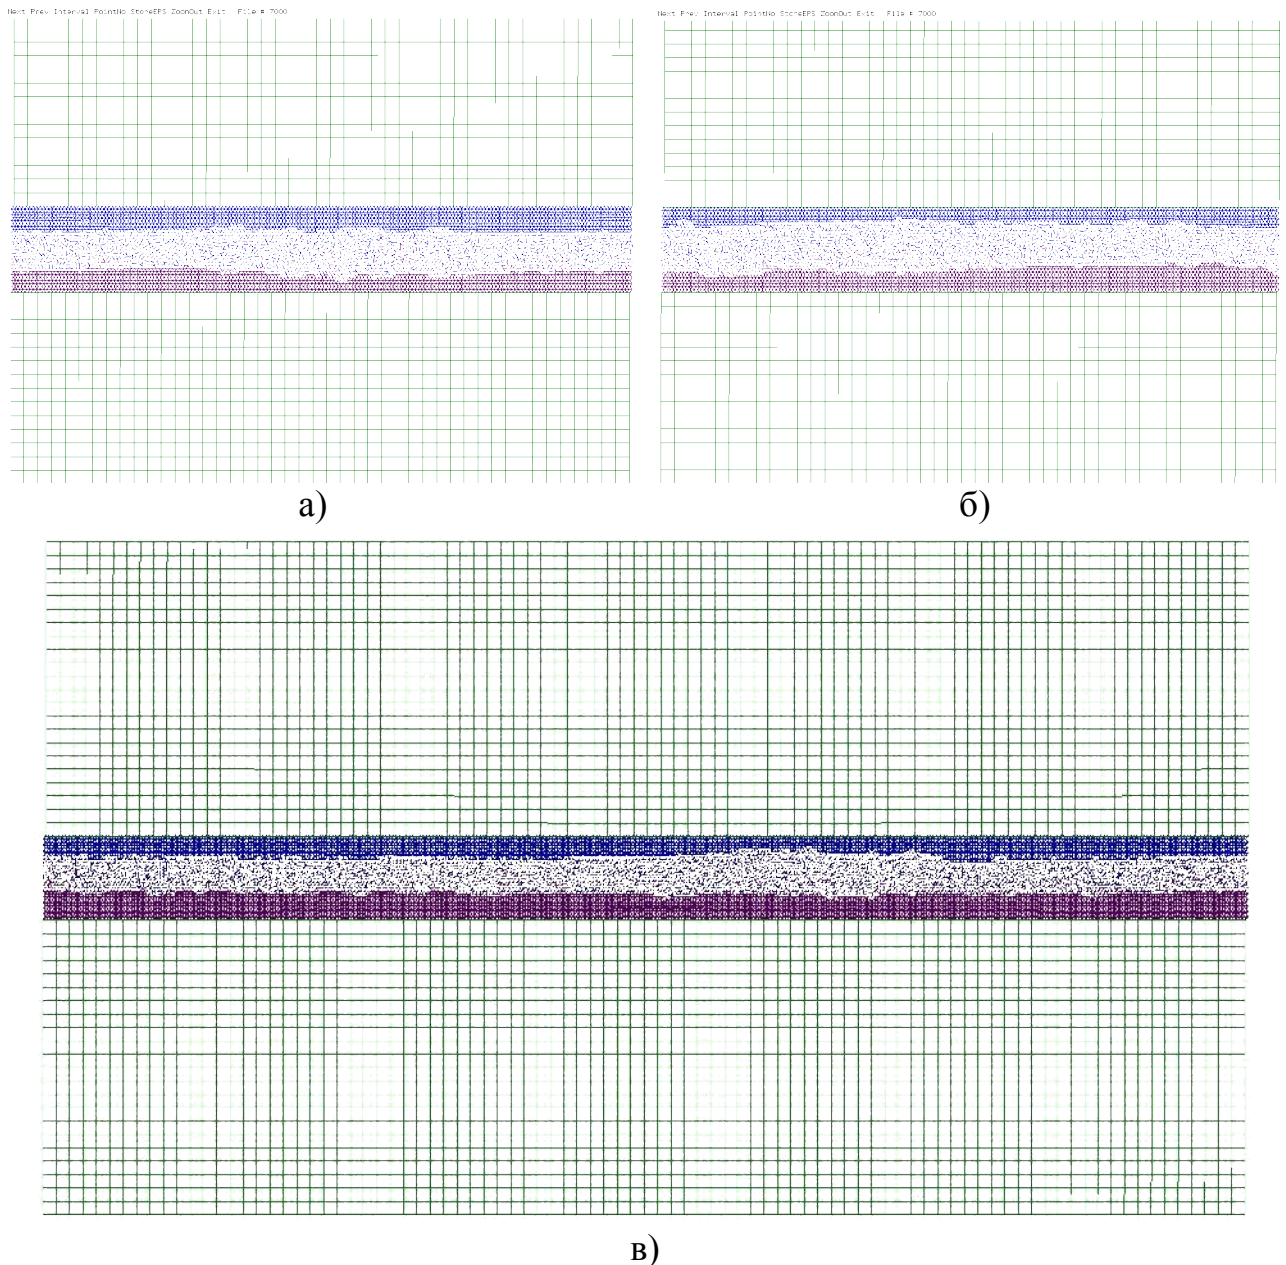 Next Prev Interval PointNo StoreEPS ZoomOut Exit File # 7000
Next Prev Interval PointNo StoreEPS ZoomOut Exit File # 7000
а)
б)
в)